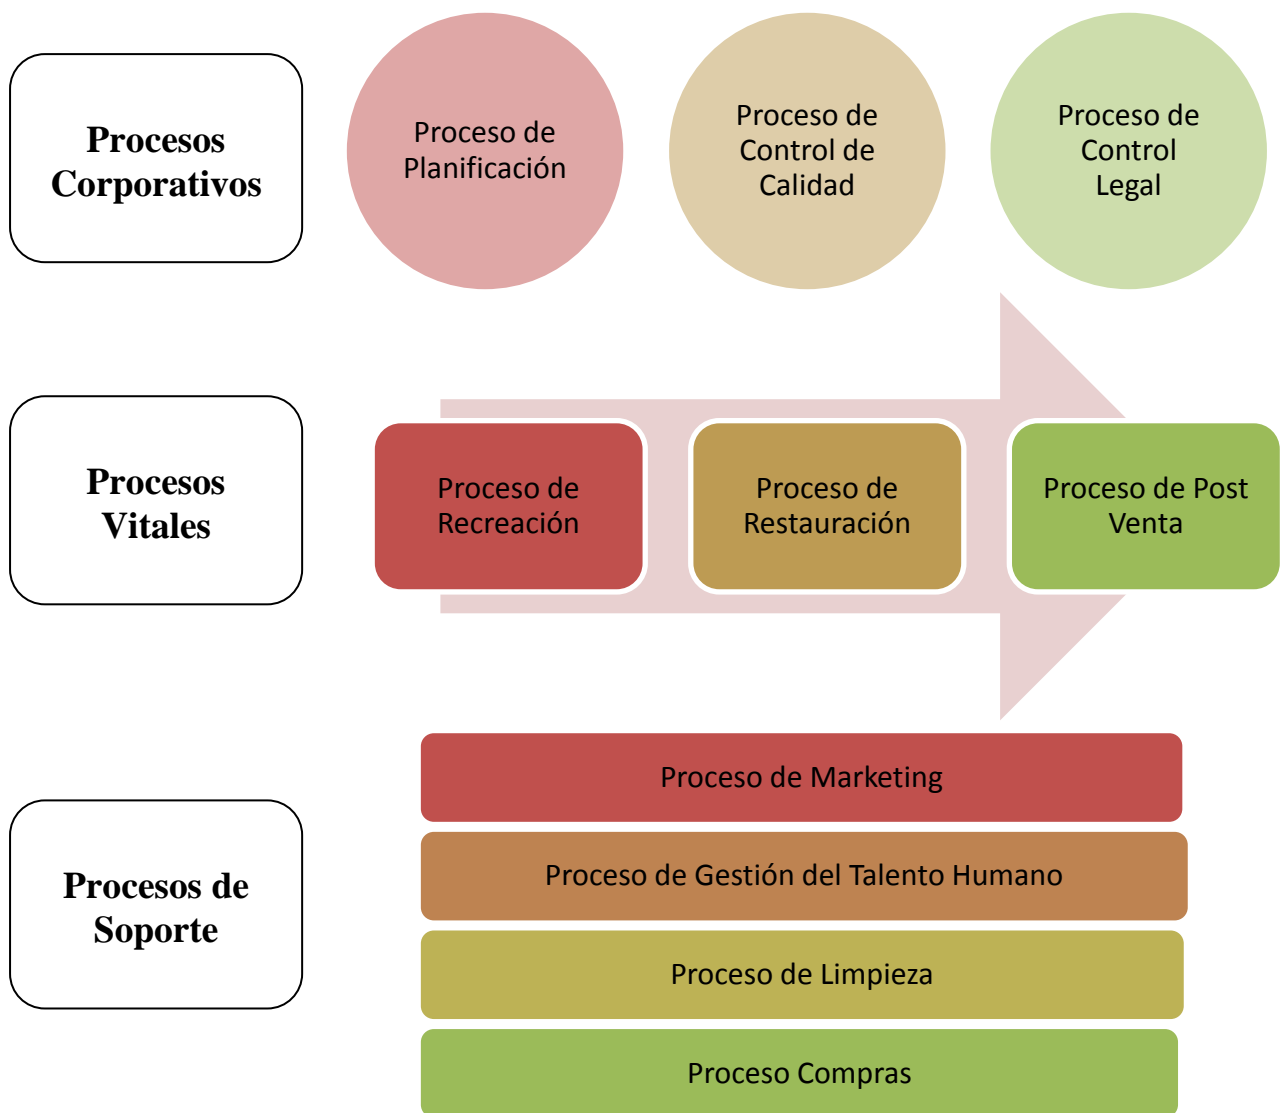 Procesos
Corporativos
Proceso de
Planificación
Proceso de
Control de
Calidad
Proceso de
Control
Legal
Procesos
Vitales
Proceso de
Recreación
Proceso de
Restauración
Proceso de Post
Venta
Procesos de
Soporte
Proceso de Marketing
Proceso de Gestión del Talento Humano
Proceso de Limpieza
Proceso Compras